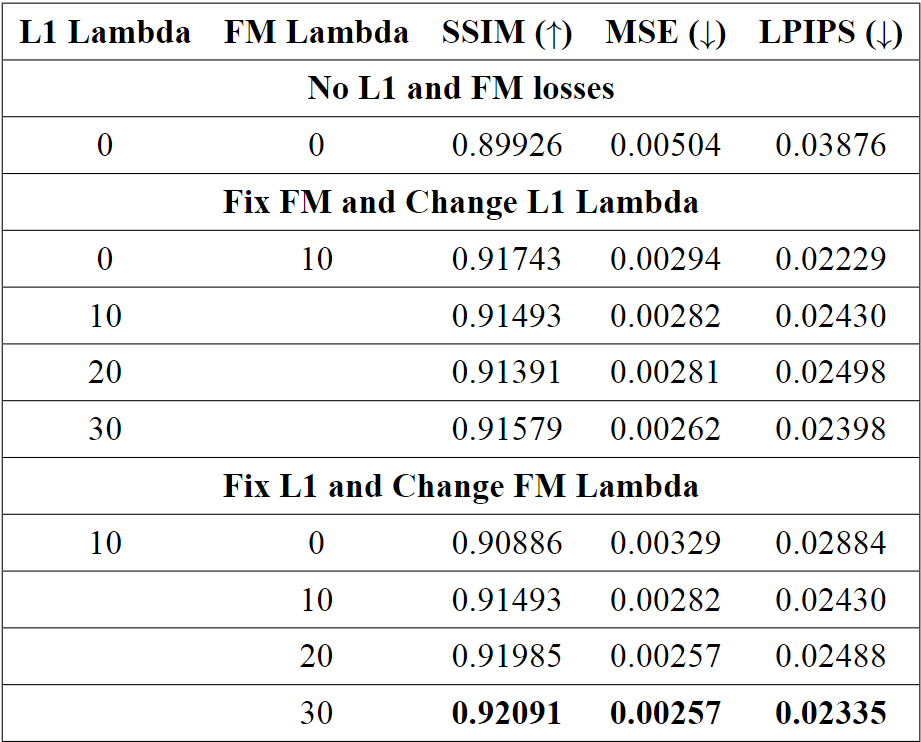 L1 Lambda FM Lambda SSIM (↑) MSE (↓) LPIPS (↓)
No L1 and FM losses
0 0 0.89926 0.00504 0.03876
Fix FM and Change L1 Lambda
0 10 0.91743 0.00294 0.02229
10 0.91493 0.00282 0.02430
20 0.91391 0.00281 0.02498
30 0.91579 0.00262 0.02398
Fix L1 and Change FM Lambda
10 0 0.90886 0.00329 0.02884
10 0.91493 0.00282 0.02430
20 0.91985 0.00257 0.02488
30 0.92091 0.00257 0.02335